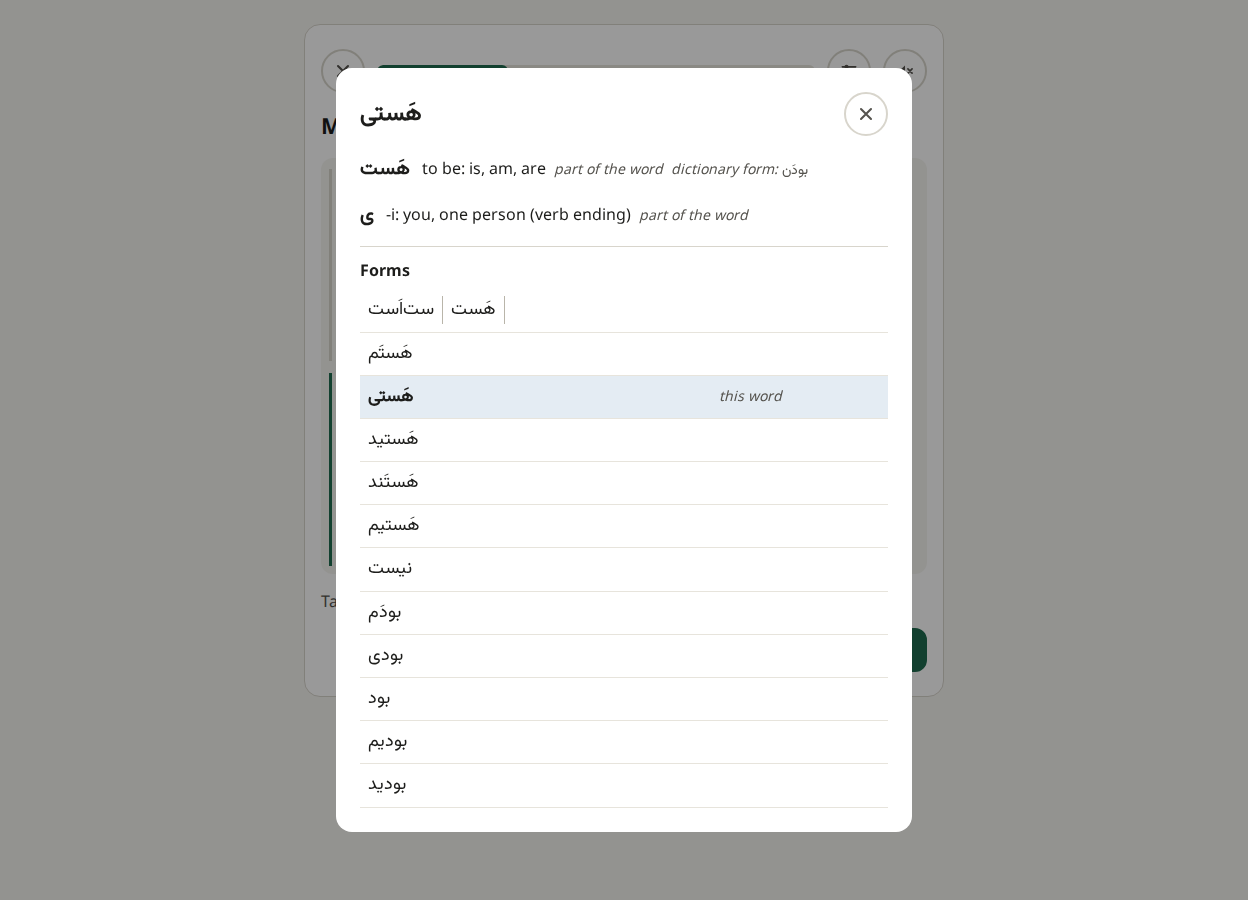 هَستی
هَست to be: is, am, are part of the word dictionary form: بودَن
ی -i: you, one person (verb ending) part of the word
Forms
ست‌اَست هَست
هَستَم
هَستی this word
هَستید
هَستَند
هَستیم
نیست
بودَم
بودی
بود
بودیم
بودید